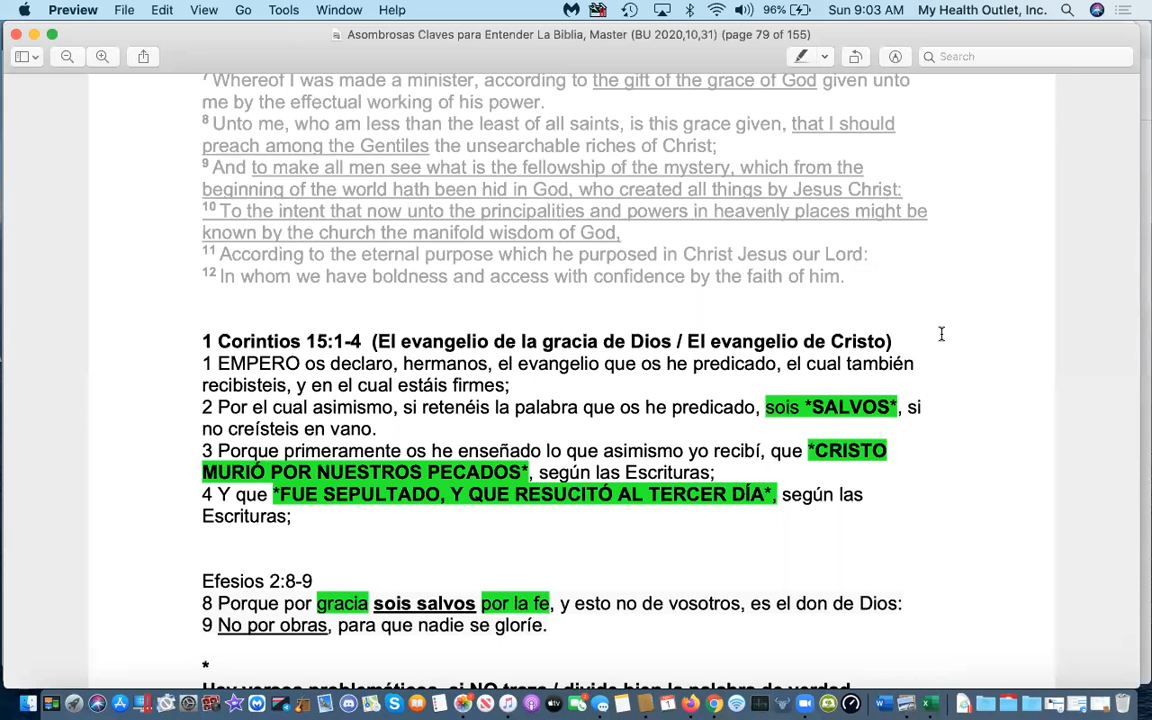 Preview File Edit View Go Tools Window Help 96% Sun 9:03 AM My Health Outlet, Inc.
Asombrosas Claves para Entender La Biblia, Master (BU 2020,10,31) (page 79 of 155)
Search
7 Whereof I was made a minister, according to the gift of the grace of God given unto
me by the effectual working of his power.
8 Unto me, who am less than the least of all saints, is this grace given, that I should
preach among the Gentiles the unsearchable riches of Christ;
9 And to make all men see what is the fellowship of the mystery, which from the
beginning of the world hath been hid in God, who created all things by Jesus Christ:
10 To the intent that now unto the principalities and powers in heavenly places might be
known by the church the manifold wisdom of God,
11 According to the eternal purpose which he purposed in Christ Jesus our Lord:
12 In whom we have boldness and access with confidence by the faith of him.
1 Corintios 15:1-4 (El evangelio de la gracia de Dios / El evangelio de Cristo)
1 EMPERO os declaro, hermanos, el evangelio que os he predicado, el cual también
recibisteis, y en el cual estáis firmes;
2 Por el cual asimismo, si retenéis la palabra que os he predicado, sois *SALVOS*, si
no creísteis en vano.
3 Porque primeramente os he enseñado lo que asimismo yo recibí, que *CRISTO
MURIÓ POR NUESTROS PECADOS*, según las Escrituras;
4 Y que *FUE SEPULTADO, Y QUE RESUCITÓ AL TERCER DÍA*, según las
Escrituras;
Efesios 2:8-9
8 Porque por gracia sois salvos por la fe, y esto no de vosotros, es el don de Dios:
9 No por obras, para que nadie se gloríe.
*
Hay versos problemáticos si NO traza / divide bien la palabra de verdad